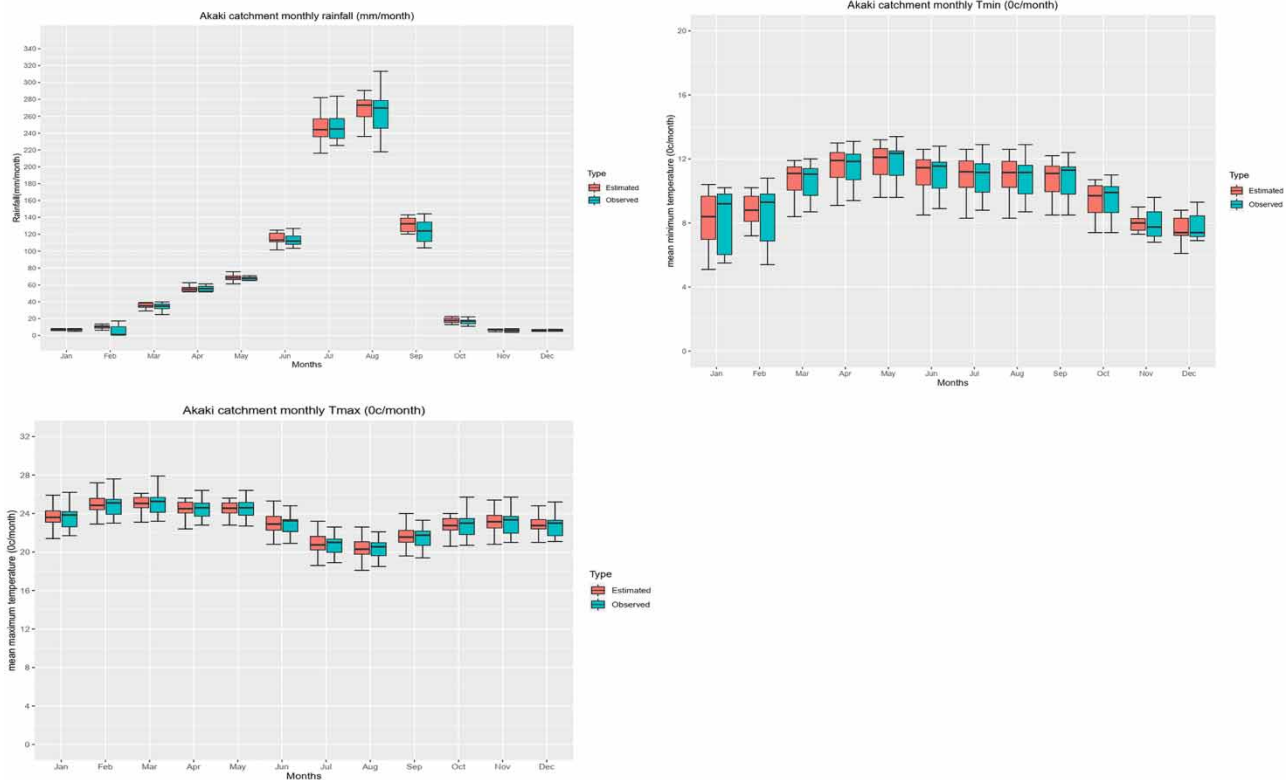 Akaki catchment monthly rainfall (mm/month)
Rainfall(mm/month)
340
320
300
280
260
240
220
200
180
160
140
120
100
80
60
40
20
0
Jan Feb Mar Apr May Jun Jul Aug Sep Oct Nov Dec
Months
Type
Estimated
Observed
Akaki catchment monthly Tmin (0c/month)
mean minimum temperature (0c/month)
20
16
12
8
4
0
Jan Feb Mar Apr May Jun Jul Aug Sep Oct Nov Dec
Months
Type
Estimated
Observed
Akaki catchment monthly Tmax (0c/month)
mean maximum temperature (0c/month)
32
28
24
20
16
12
8
4
0
Jan Feb Mar Apr May Jun Jul Aug Sep Oct Nov Dec
Months
Type
Estimated
Observed